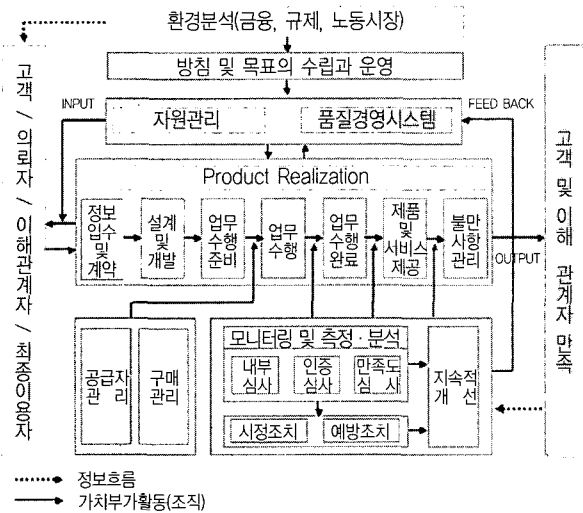 환경분석(금융, 규제, 노동시장)
방침 및 목표의 수립과 운영
고객 / 의뢰자 / 이해관계자 / 최종이용자
INPUT
자원관리
품질경영시스템
FEED BACK
고객 및 이해 관계자 만족
Product Realization
정보
입수
및
계약
설계
및
개발
업무
수행
준비
업무
수행
업무
수행
완료
제품
및
서비스
제공
불만
사항
관리
OUTPUT
공급자
관 리
구매
관리
모니터링 및 측정·분석
내부
심사
인증
심사
만족도
심 사
지속적
개 선
시정조치
예방조치
정보흐름
가치부가활동(조직)